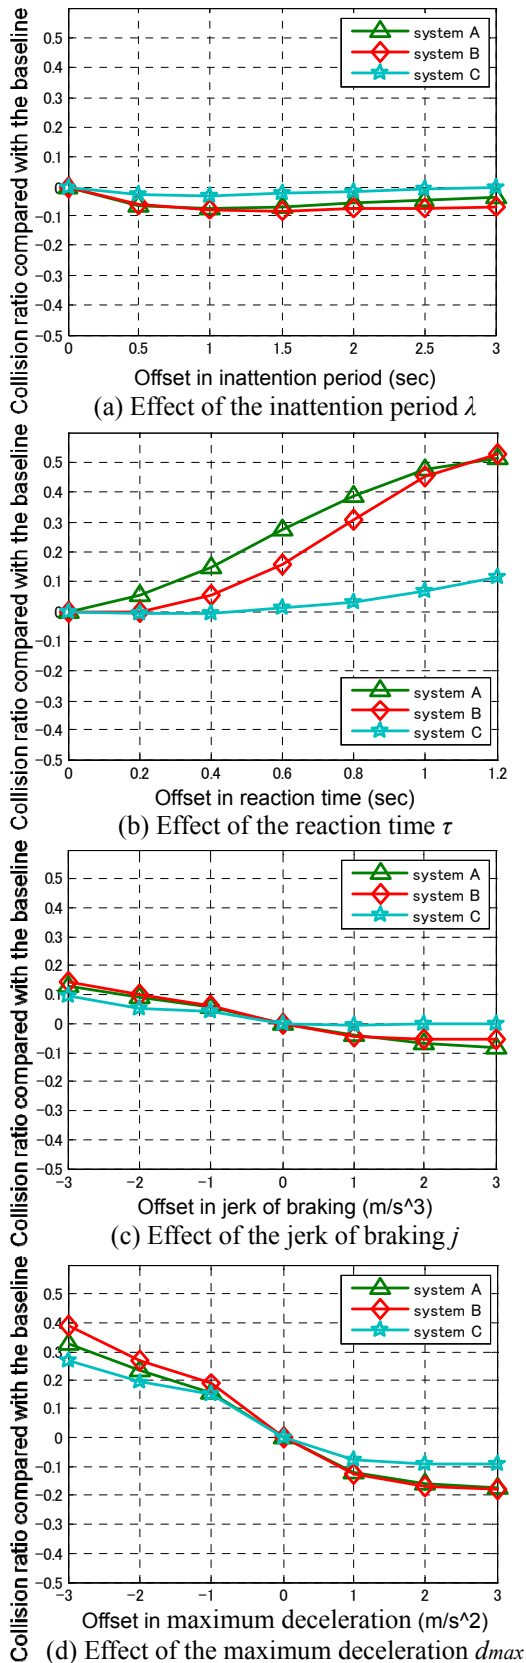 Collision ratio compared with the baseline
0.5
0.4
0.3
0.2
0.1
0
-0.1
-0.2
-0.3
-0.4
-0.5
system A
system B
system C
0 0.5 1 1.5 2 2.5 3
Offset in inattention period (sec)
(a) Effect of the inattention period λ
Collision ratio compared with the baseline
0.5
0.4
0.3
0.2
0.1
0
-0.1
-0.2
-0.3
-0.4
-0.5
system A
system B
system C
0 0.2 0.4 0.6 0.8 1 1.2
Offset in reaction time (sec)
(b) Effect of the reaction time τ
Collision ratio compared with the baseline
0.5
0.4
0.3
0.2
0.1
0
-0.1
-0.2
-0.3
-0.4
-0.5
system A
system B
system C
-3 -2 -1 0 1 2 3
Offset in jerk of braking (m/s^3)
(c) Effect of the jerk of braking j
Collision ratio compared with the baseline
0.5
0.4
0.3
0.2
0.1
0
-0.1
-0.2
-0.3
-0.4
-0.5
system A
system B
system C
-3 -2 -1 0 1 2 3
Offset in maximum deceleration (m/s^2)
(d) Effect of the maximum deceleration dmax